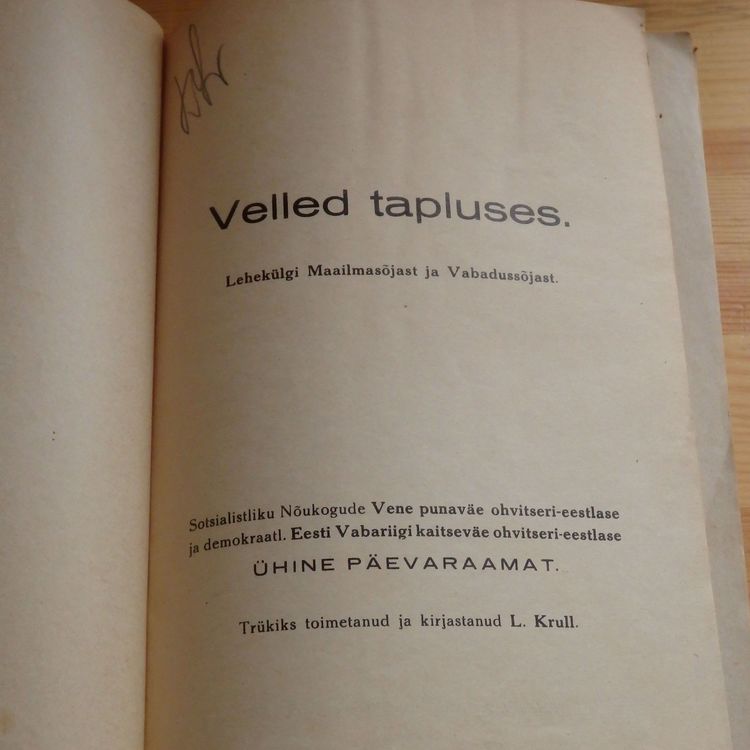 Velled tapluses.
Lehekülgi Maailmasõjast ja Vabadussõjast.
Sotsialistliku Nõukogude Vene punaväe ohvitseri-eestlase
ja demokraatl. Eesti Vabariigi kaitseväe ohvitseri-eestlase
ÜHINE PÄEVARAAMAT.
Trükiks toimetanud ja kirjastanud L. Krull.